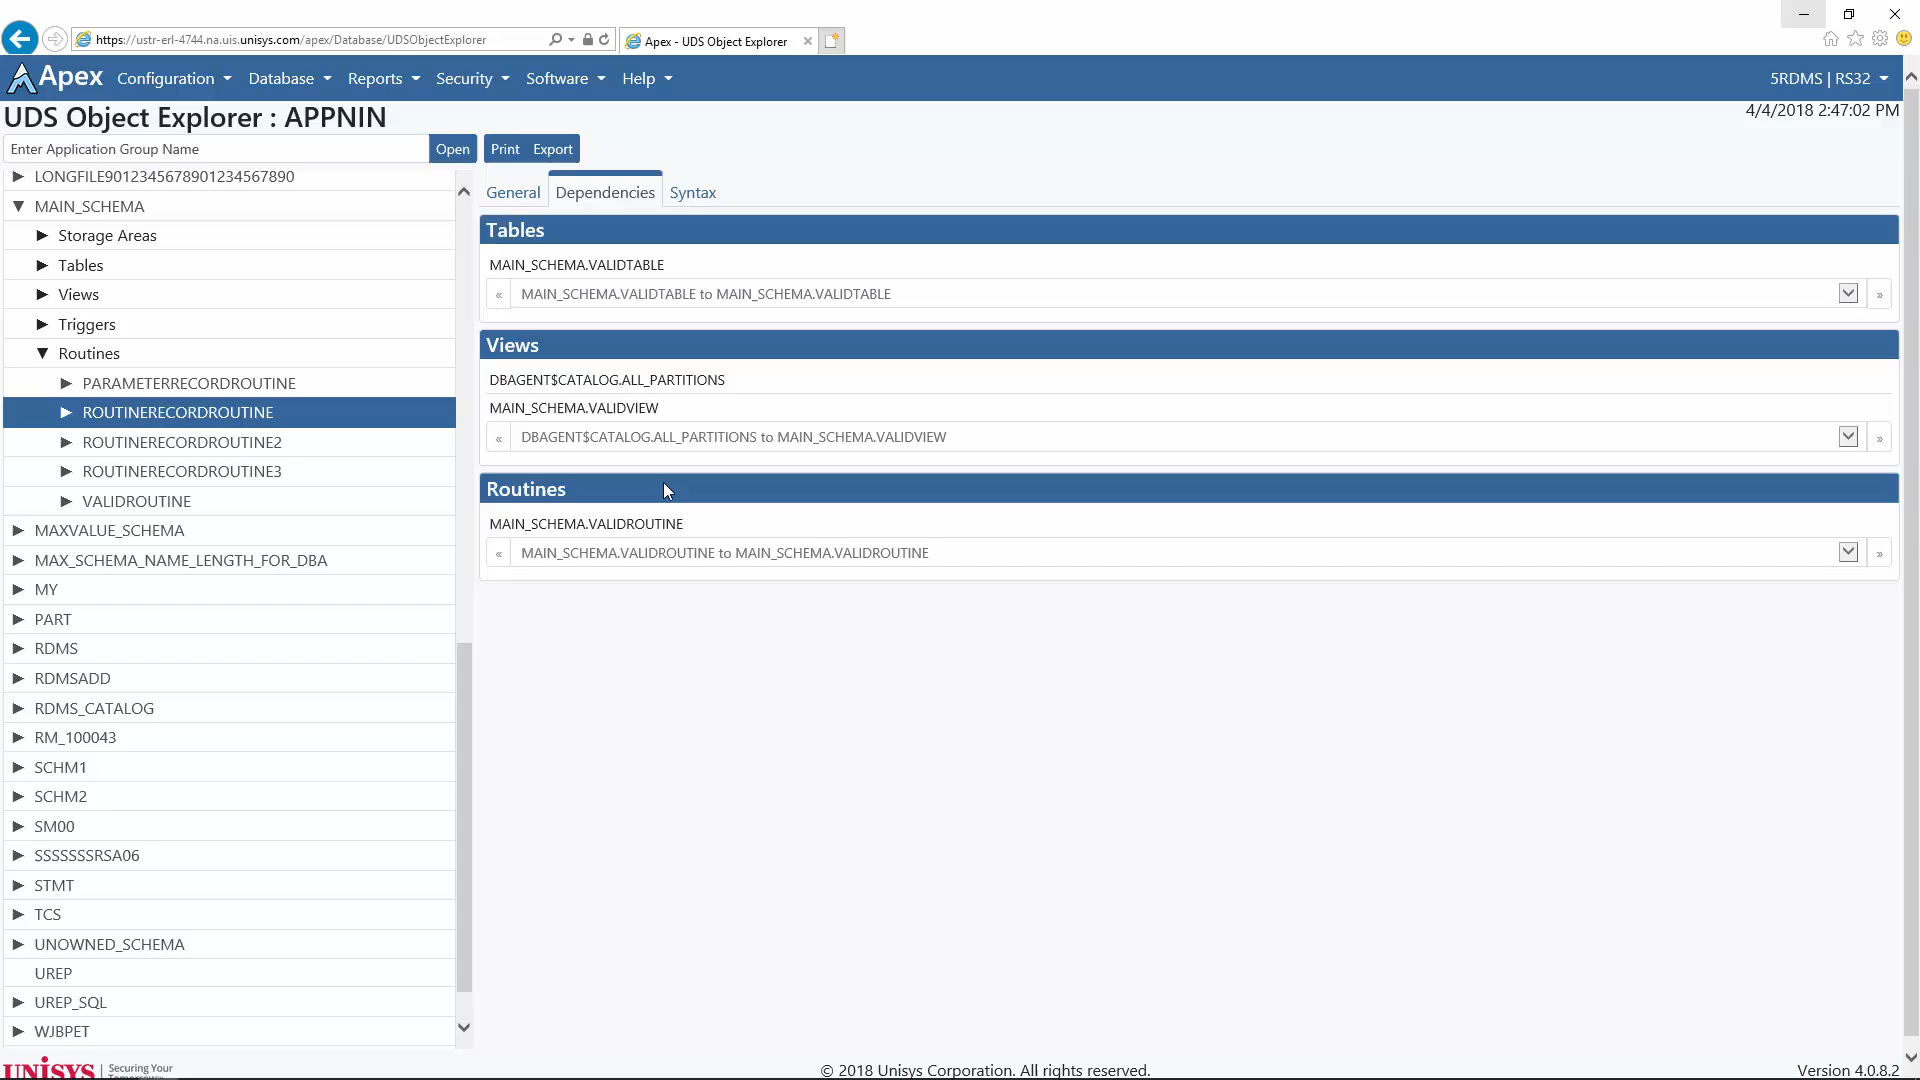 https://ustr-erl-4744.na.uis.unisys.com/apex/Database/UDSObjectExplorer
Apex - UDS Object Explorer
Apex Configuration Database Reports Security Software Help 5RDMS | RS32
UDS Object Explorer : APPNIN
4/4/2018 2:47:02 PM
Enter Application Group Name Open Print Export
LONGFILE9012345678901234567890
MAIN_SCHEMA
Storage Areas
Tables
Views
Triggers
Routines
PARAMETERRECORDROUTINE
ROUTINERECORDROUTINE
ROUTINERECORDROUTINE2
ROUTINERECORDROUTINE3
VALIDROUTINE
MAXVALUE_SCHEMA
MAX_SCHEMA_NAME_LENGTH_FOR_DBA
MY
PART
RDMS
RDMSADD
RDMS_CATALOG
RM_100043
SCHM1
SCHM2
SM00
SSSSSSSRSA06
STMT
TCS
UNOWNED_SCHEMA
UREP
UREP_SQL
WJBPET
General Dependencies Syntax
Tables
MAIN_SCHEMA.VALIDTABLE
« MAIN_SCHEMA.VALIDTABLE to MAIN_SCHEMA.VALIDTABLE »
Views
DBAGENT$CATALOG.ALL_PARTITIONS
MAIN_SCHEMA.VALIDVIEW
« DBAGENT$CATALOG.ALL_PARTITIONS to MAIN_SCHEMA.VALIDVIEW »
Routines
MAIN_SCHEMA.VALIDROUTINE
« MAIN_SCHEMA.VALIDROUTINE to MAIN_SCHEMA.VALIDROUTINE »
UNISYS | Securing Your
Tomorrow
© 2018 Unisys Corporation. All rights reserved.
Version 4.0.8.2